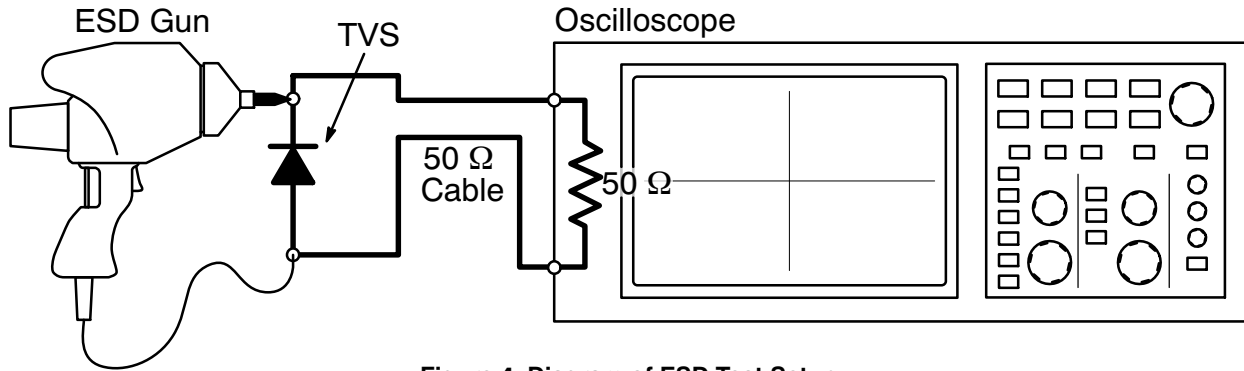 ESD Gun
TVS
Oscilloscope
50 Ω
Cable
50 Ω